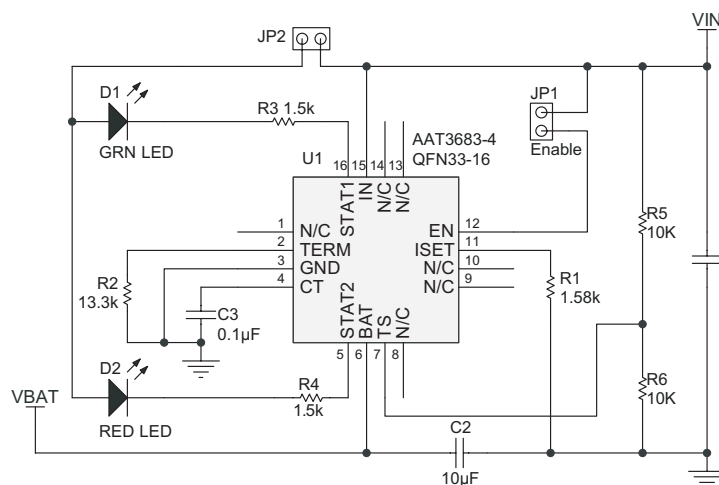 VIN
JP2
D1
JP1
R3 1.5k
AAT3683-4
QFN33-16
GRN LED
U1
Enable
16
15
14
13
STAT1
IN
N/C
N/C
1
N/C
EN
12
2
TERM
ISET
11
3
GND
N/C
10
4
CT
N/C
9
R5
10K
R2
13.3k
C3
0.1µF
R1
1.58k
STAT2
BAT
TS
N/C
5
6
7
8
D2
R4
1.5k
R6
10K
VBAT
RED LED
C2
10µF